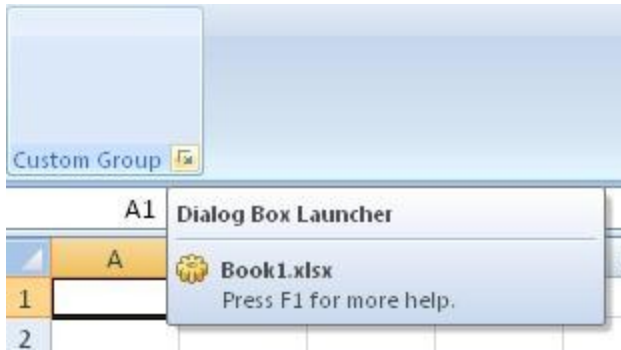 Custom Group
A1
Dialog Box Launcher
A
Book1.xlsx
1
Press F1 for more help.
2